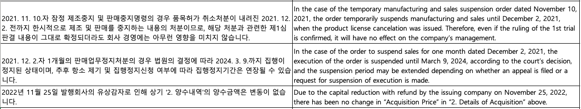 2021. 11. 10.자 잠정 제조중지 및 판매중지명령의 경우 품목허가 취소처분이 내려진 2021. 12.
2. 전까지 한시적으로 제조 및 판매를 중지하는 내용의 처분이므로, 해당 처분과 관련한 제1심
판결 내용이 그대로 확정되더라도 회사 경영에는 아무런 영향을 미치지 않습니다.
In the case of the temporary manufacturing and sales suspension order dated November 10,
2021, the order temporarily suspends manufacturing and sales until December 2, 2021,
when the product license cancelation was issued. Therefore, even if the ruling of the 1st trial
is confirmed, it will have no effect on the company's management.
2021. 12. 2.자 1개월의 판매업무정지처분의 경우 법원의 결정에 따라 2024. 3. 9.까지 집행이
정지된 상태이며, 추후 항소 제기 및 집행정지신청 여부에 따라 집행정지기간은 연장될 수 있습
니다.
In the case of the order to suspend sales for one month dated December 2, 2021, the
execution of the order is suspended until March 9, 2024, according to the court's decision,
and the suspension period may be extended depending on whether an appeal is filed or a
request for suspension of execution is made.
2022년 11월 25일 발행회사의 유상감자로 인해 상기 '2. 양수내역'의 양수금액은 변동이 없습니
다.
Due to the capital reduction with refund by the issuing company on November 25, 2022,
there has been no change in "Acquisition Price" in "2. Details of Acquisition" above.